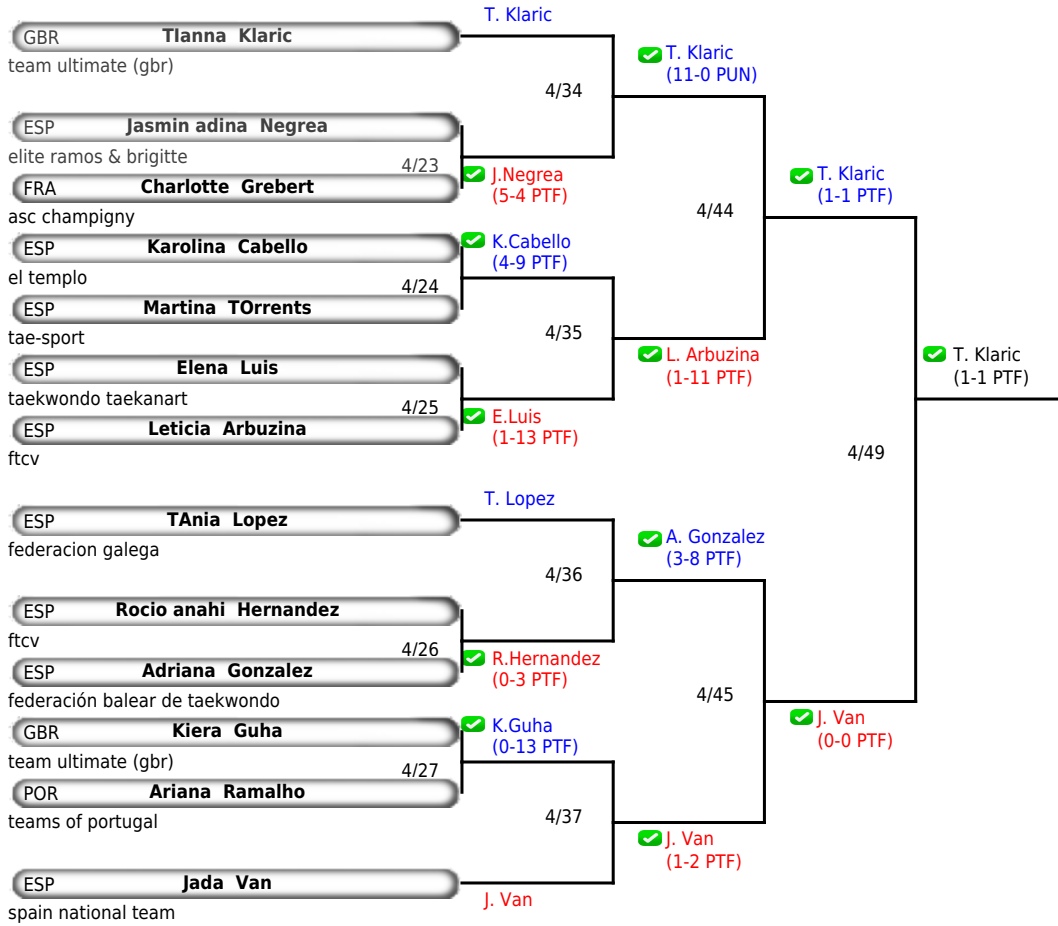 T. Klaric
GBR TIanna Klaric
team ultimate (gbr)
T. Klaric
(11-0 PUN)
4/34
ESP Jasmin adina Negrea
elite ramos & brigitte
4/23
J.Negrea
(5-4 PTF)
FRA Charlotte Grebert
asc champigny
T. Klaric
(1-1 PTF)
4/44
ESP Karolina Cabello
K.Cabello
(4-9 PTF)
el templo
4/24
ESP Martina TOrrents
tae-sport
4/35
L. Arbuzina
(1-11 PTF)
T. Klaric
(1-1 PTF)
ESP Elena Luis
taekwondo taekanart
4/25
E.Luis
(1-13 PTF)
ESP Leticia Arbuzina
ftcv
4/49
T. Lopez
ESP TAnia Lopez
federacion galega
A. Gonzalez
(3-8 PTF)
4/36
ESP Rocio anahi Hernandez
ftcv
4/26
R.Hernandez
(0-3 PTF)
ESP Adriana Gonzalez
federación balear de taekwondo
4/45
J. Van
(0-0 PTF)
GBR Kiera Guha
K.Guha
(0-13 PTF)
team ultimate (gbr)
4/27
POR Ariana Ramalho
teams of portugal
4/37
J. Van
(1-2 PTF)
ESP Jada Van
J. Van
spain national team